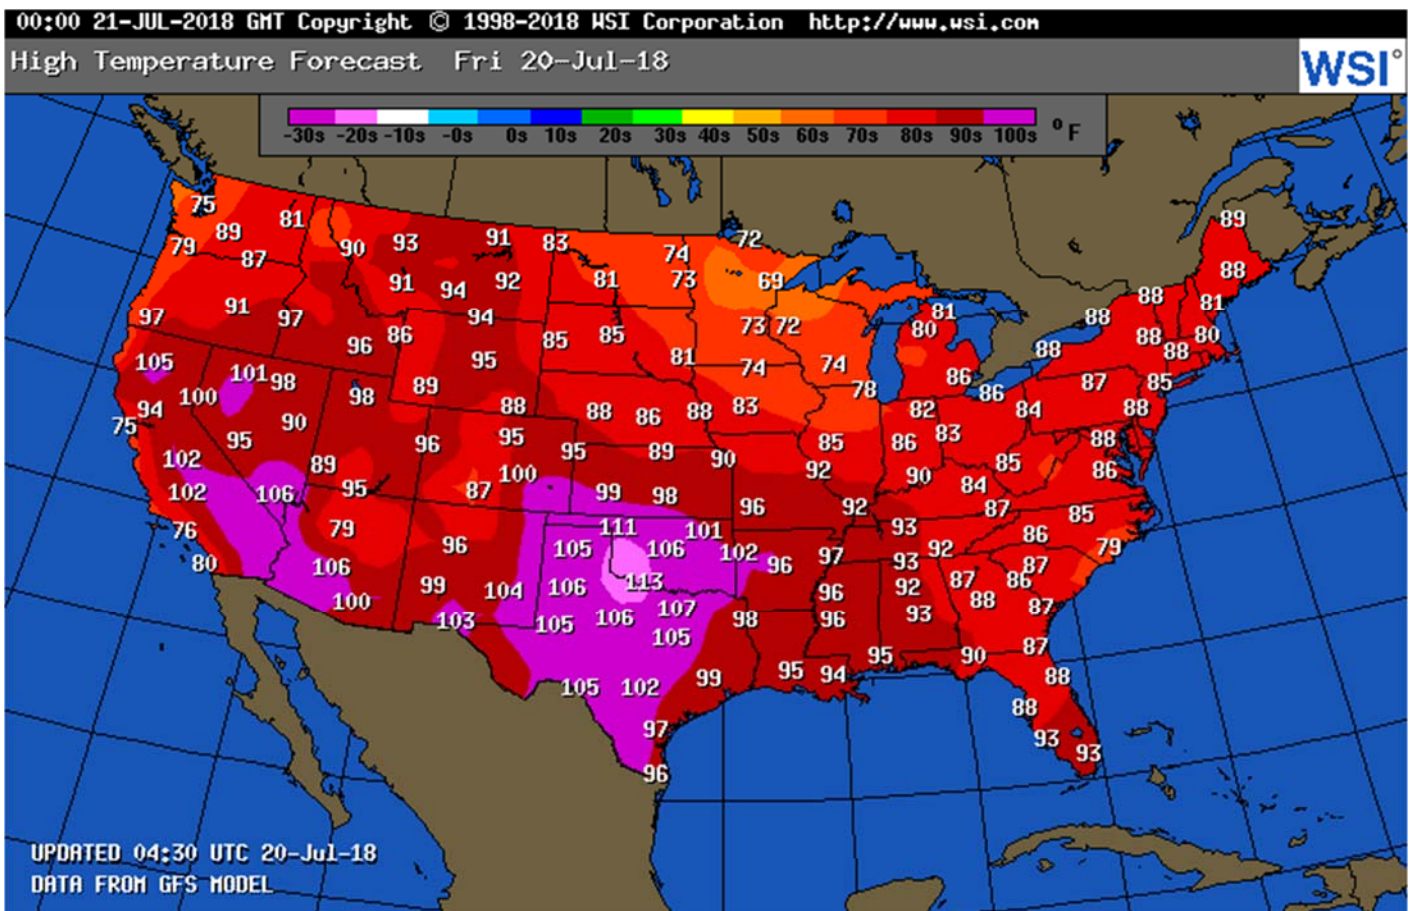 00:00 21-JUL-2018 GMT Copyright © 1998-2018 WSI Corporation http://www.wsi.com
High Temperature Forecast Fri 20-Jul-18
WSI°
-30s -20s -10s -0s 0s 10s 20s 30s 40s 50s 60s 70s 80s 90s 100s °F
75 81 89 79 87
90 93 91 83 74 72
91 94 92 81 73 69
89
88
88 81
97 91 97 86 94 85 85 73 72 81 80 88 88 80
105 96 95 81 74 74 88 88
101 98 100 98 89 78 86 86 87 85
94 75 90 88 88 86 88 83 82 84 88
95 96 95 95 89 90 85 86 83 88
102 89 100 92 90 85 86
102 106 95 87 99 98 96 92 84 87 85
76 79 96 111 101 93 86 79
80 106 105 106 102 96 97 93 92 87
100 99 104 106 113 96 92 87 88 86
103 105 106 107 105 98 96 93 87
105 102 99 95 94 95 90 87 88
97 88
96 93 93
UPDATED 04:30 UTC 20-Jul-18
DATA FROM GFS MODEL